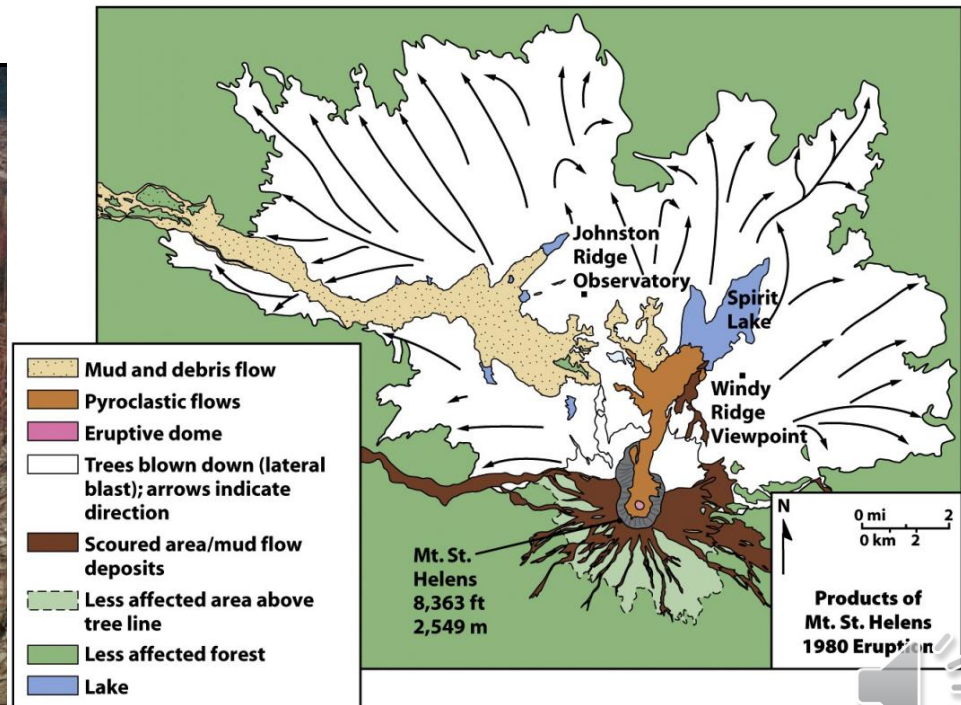 Johnston
Ridge
Observatory
Spirit
Lake
Windy
Ridge
Viewpoint
Mt. St.
Helens
8,363 ft
2,549 m
Mud and debris flow
Pyroclastic flows
Eruptive dome
Trees blown down (lateral
blast); arrows indicate
direction
Scoured area/mud flow
deposits
Less affected area above
tree line
Less affected forest
Lake
N
0 mi 2
0 km 2
Products of
Mt. St. Helens
1980 Eruption